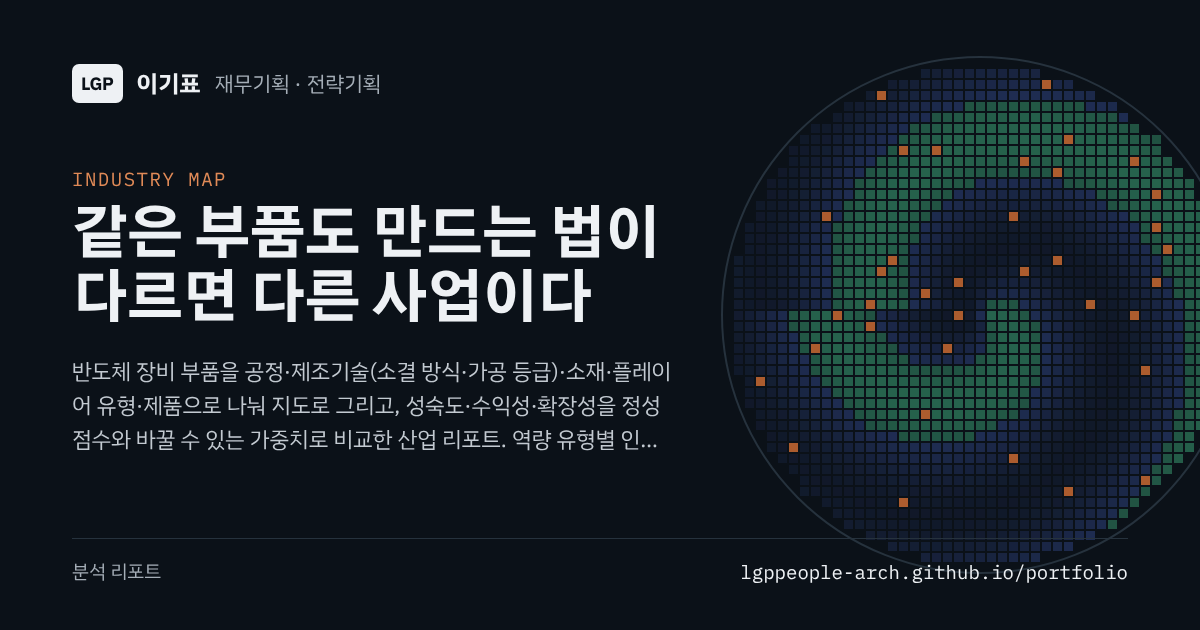 LGP 이기표 재무기획 · 전략기획
INDUSTRY MAP
같은 부품도 만드는 법이
다르면 다른 사업이다
반도체 장비 부품을 공정·제조기술(소결 방식·가공 등급)·소재·플레이
어 유형·제품으로 나눠 지도로 그리고, 성숙도·수익성·확장성을 정성
점수와 바꿀 수 있는 가중치로 비교한 산업 리포트. 역량 유형별 인...
분석 리포트
lgppeople-arch.github.io/portfolio